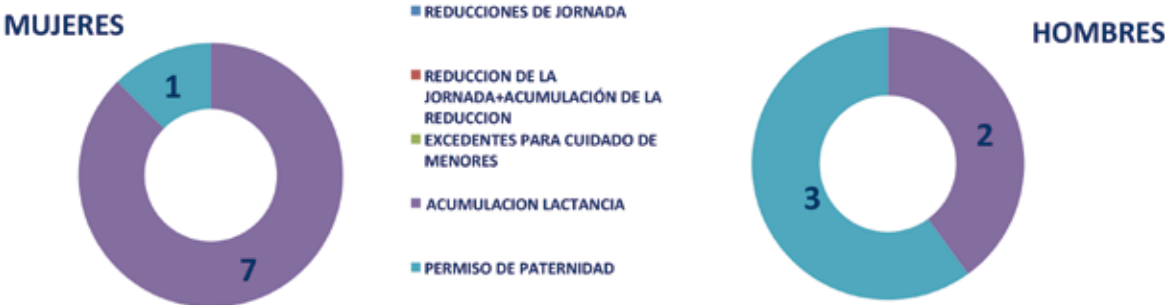 MUJERES
1
7
REDUCCIONES DE JORNADA
REDUCCION DE LA
JORNADA+ACUMULACIÓN DE LA
REDUCCION
EXCEDENTES PARA CUIDADO DE
MENORES
ACUMULACION LACTANCIA
PERMISO DE PATERNIDAD
HOMBRES
2
3